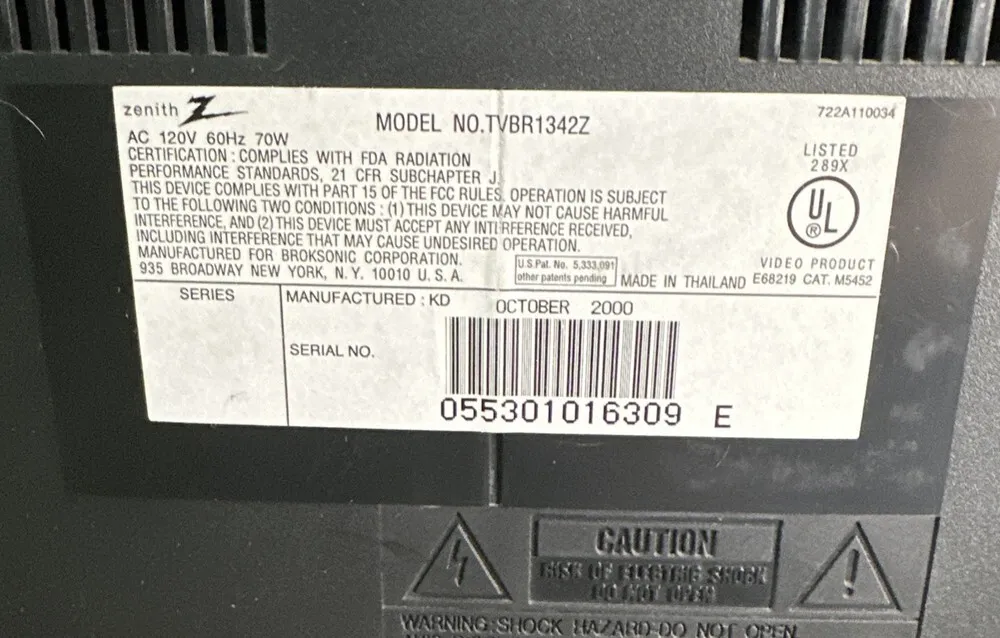 zenith
MODEL NO.TVBR1342Z
722A110034
AC 120V 60Hz 70W
CERTIFICATION : COMPLIES WITH FDA RADIATION
PERFORMANCE STANDARDS, 21 CFR SUBCHAPTER J.
THIS DEVICE COMPLIES WITH PART 15 OF THE FCC RULES. OPERATION IS SUBJECT
TO THE FOLLOWING TWO CONDITIONS : (1) THIS DEVICE MAY NOT CAUSE HARMFUL
INTERFERENCE, AND (2) THIS DEVICE MUST ACCEPT ANY INTERFERENCE RECEIVED,
INCLUDING INTERFERENCE THAT MAY CAUSE UNDESIRED OPERATION.
MANUFACTURED FOR BROKSONIC CORPORATION.
935 BROADWAY NEW YORK, N. Y. 10010 U. S. A.
U.S.Pat. No. 5,333,091
other patents pending
MADE IN THAILAND
LISTED
289X
UL
®
VIDEO PRODUCT
E68219 CAT. M5452
SERIES
MANUFACTURED : KD
OCTOBER 2000
SERIAL NO.
055301016309 E
CAUTION
RISK OF ELECTRIC SHOCK
DO NOT OPEN
WARNING:SHOCK HAZARD-DO NOT OPEN